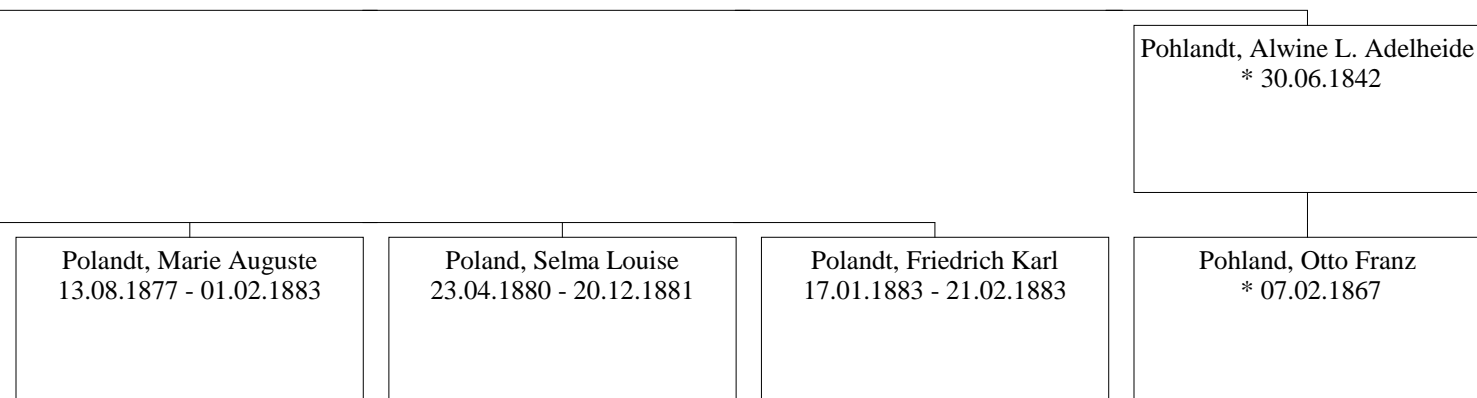 Pohlandt, Alwine L. Adelheide
* 30.06.1842
Polandt, Marie Auguste
13.08.1877 - 01.02.1883
Poland, Selma Louise
23.04.1880 - 20.12.1881
Polandt, Friedrich Karl
17.01.1883 - 21.02.1883
Pohland, Otto Franz
* 07.02.1867